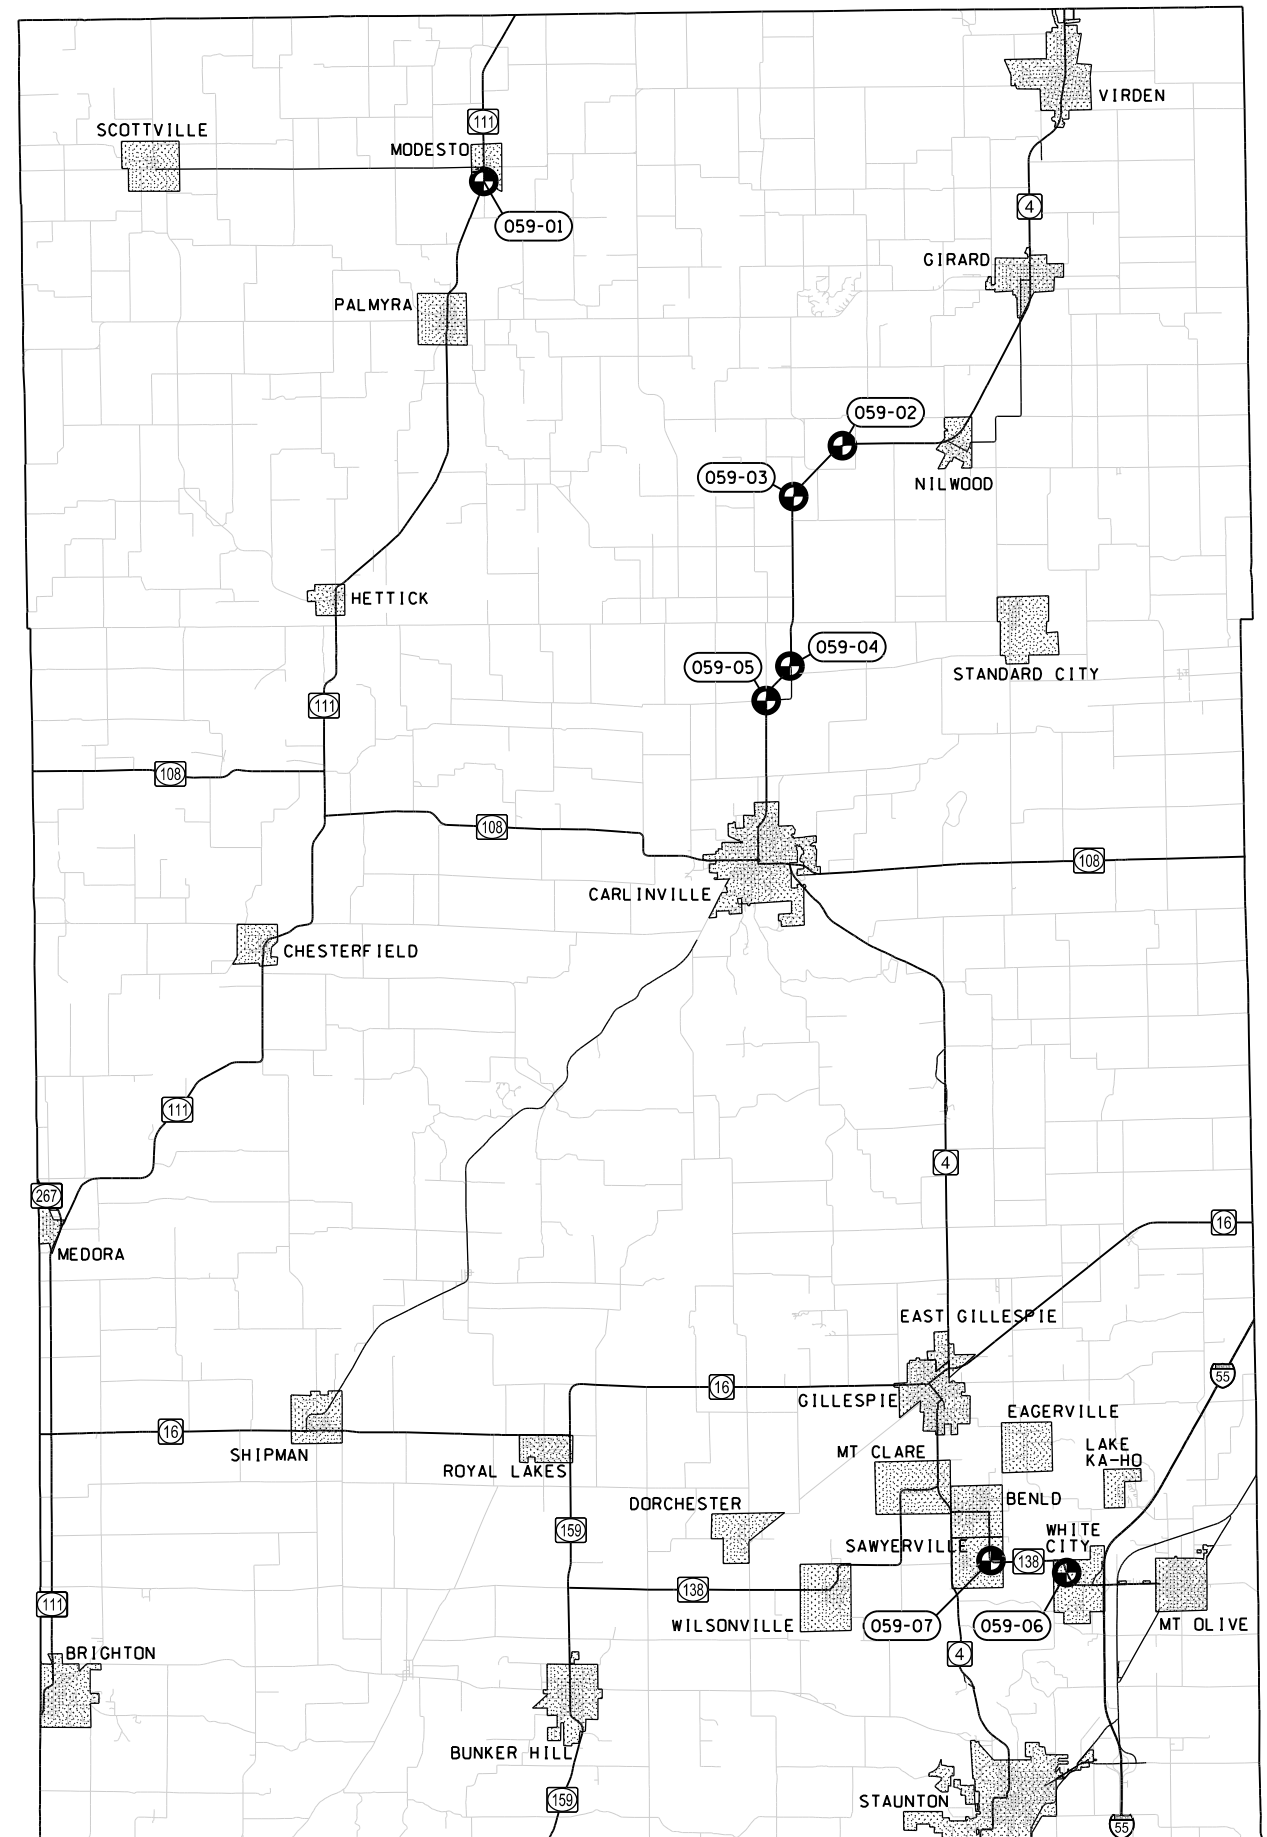 VIRDEN
111
SCOTTVILLE
MODESTO
4
059-01
GIRARD
PALMYRA
059-02
059-03
NILWOOD
HETTICK
059-04
059-05
STANDARD CITY
111
108
108
108
CARLINVILLE
CHESTERFIELD
111
4
267
16
MEDORA
EAST GILLESPIE
55
16
GILLESPIE
EAGERVILLE
16
SHIPMAN
MT CLARE
LAKE
KA-HO
ROYAL LAKES
DORCHESTER
BENLD
159
WHITE
CITY
SAWYERVILLE
138
138
111
WILSONVILLE
059-07
059-06
MT OLIVE
BRIGHTON
4
BUNKER HILL
159
STAUNTON
55